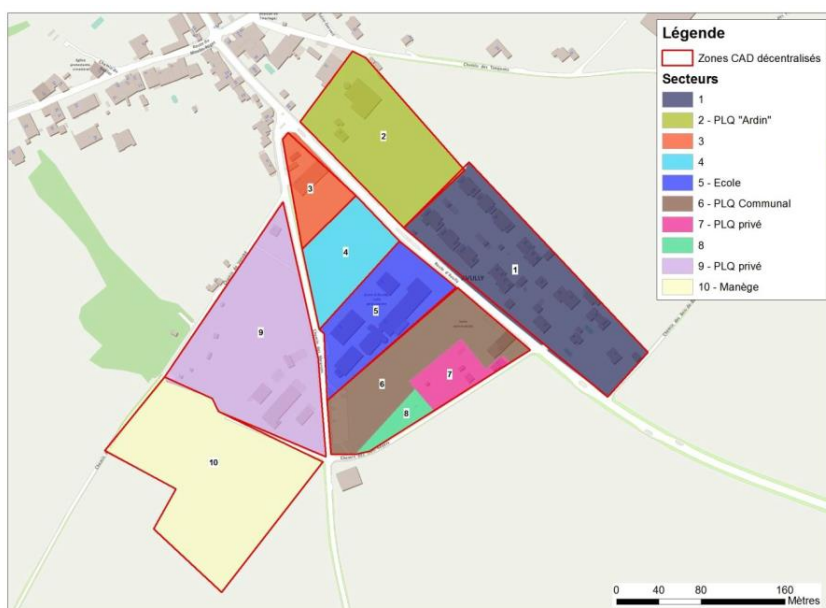 Légende
Zones CAD décentralisés
Secteurs
1
2 - PLQ "Ardin"
3
4
5 - Ecole
6 - PLQ Communal
7 - PLQ privé
8
9 - PLQ privé
10 - Manège
2
3
4
1
5
9
6
7
8
10
0 40 80 160
Mètres